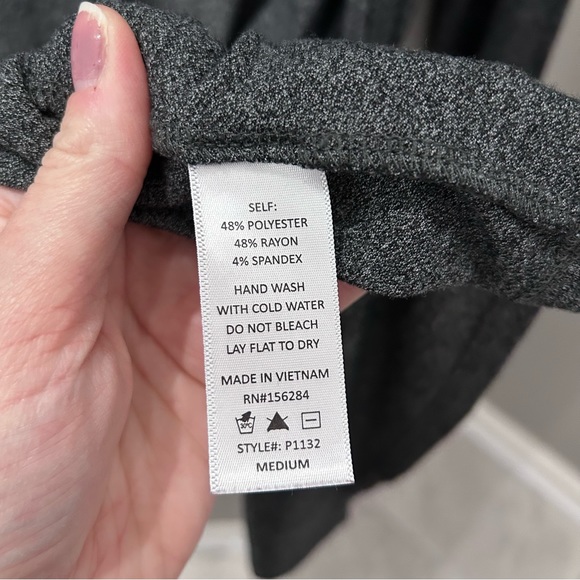 SELF:
48% POLYESTER
48% RAYON
4% SPANDEX
HAND WASH
WITH COLD WATER
DO NOT BLEACH
LAY FLAT TO DRY
MADE IN VIETNAM
RN#156284
30°C
STYLE#: P1132
MEDIUM